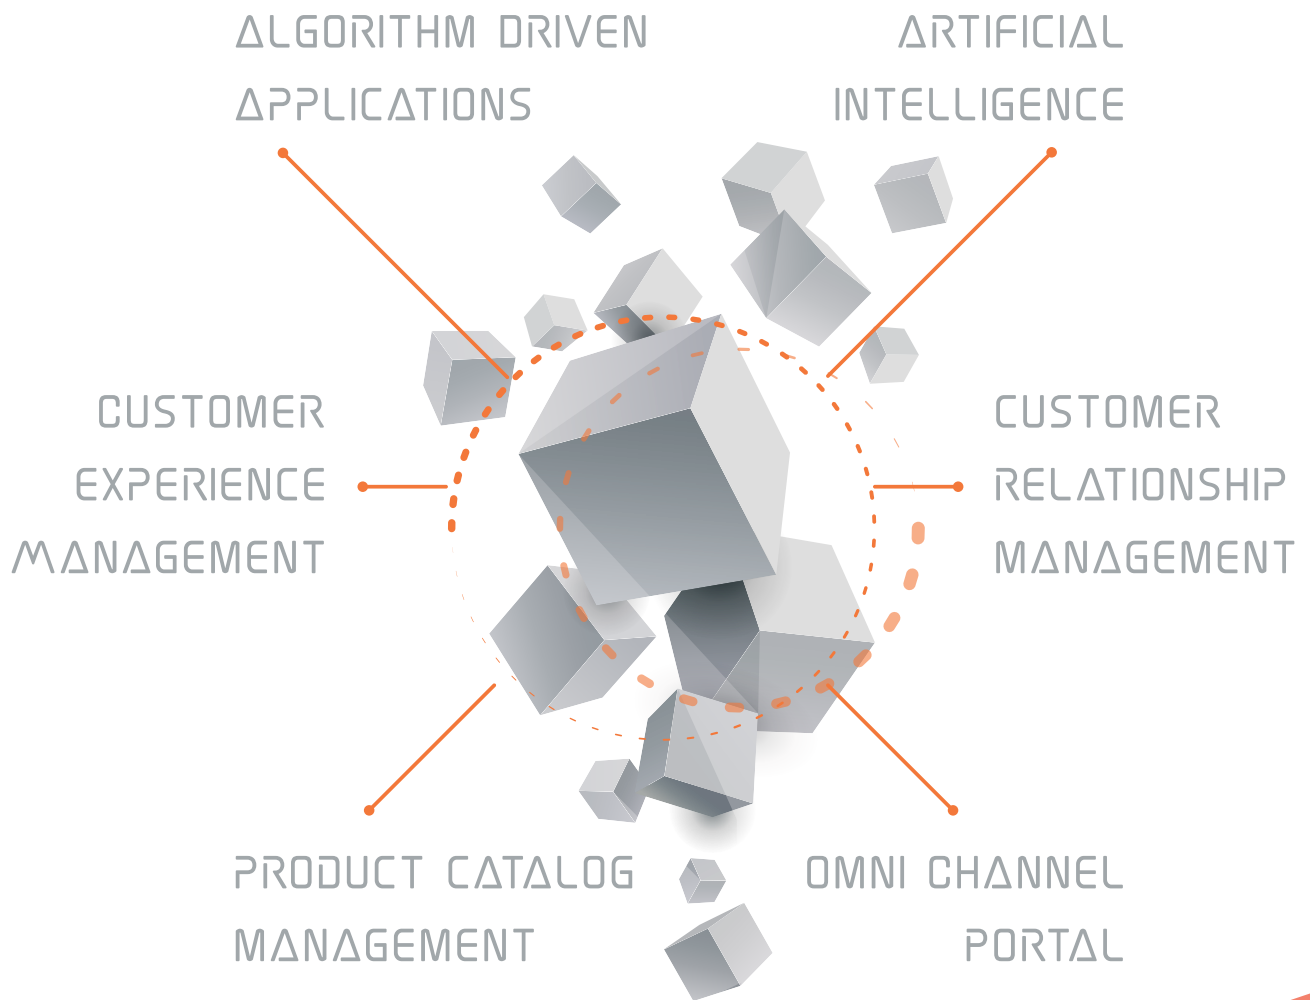 ALGORITHM DRIVEN
APPLICATIONS
ARTIFICIAL
INTELLIGENCE
CUSTOMER
EXPERIENCE
MANAGEMENT
CUSTOMER
RELATIONSHIP
MANAGEMENT
PRODUCT CATALOG
MANAGEMENT
OMNI CHANNEL
PORTAL